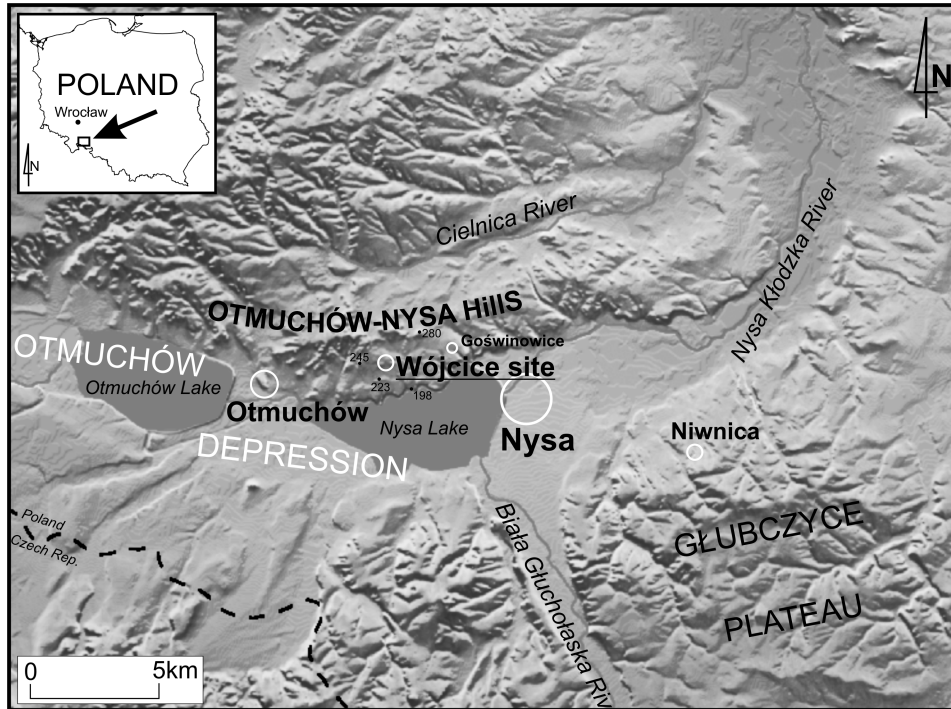 POLAND
Wrocław
N
N
Cielnica River
Nysa Kłodzka River
OTMUCHÓW-NYSA HillS
280
Goświnowice
245
Wójcice site
OTMUCHÓW
Otmuchów Lake
223
198
Otmuchów
Nysa Lake
Nysa
Niwnica
DEPRESSION
Biała Głuchołaska Riv
GŁUBCZYCE
PLATEAU
Poland
Czech Rep.
0 5km